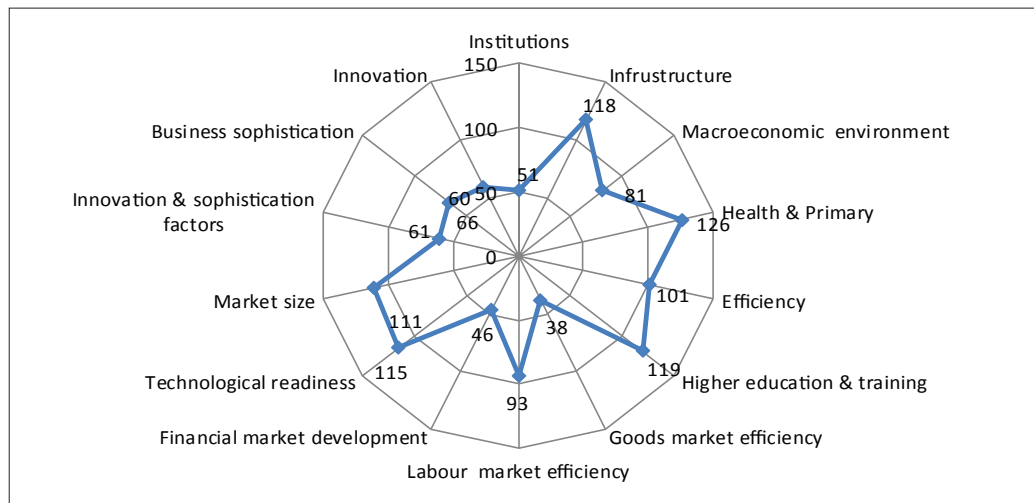 Institutions
150
Innovation
Infrustructure
118
Business sophistication
100
Macroeconomic environment
51
60
50
81
Innovation & sophistication
factors
66
Health & Primary
126
61
0
Market size
101
Efficiency
111
46
38
115
119
Technological readiness
Higher education & training
93
Financial market development
Goods market efficiency
Labour market efficiency